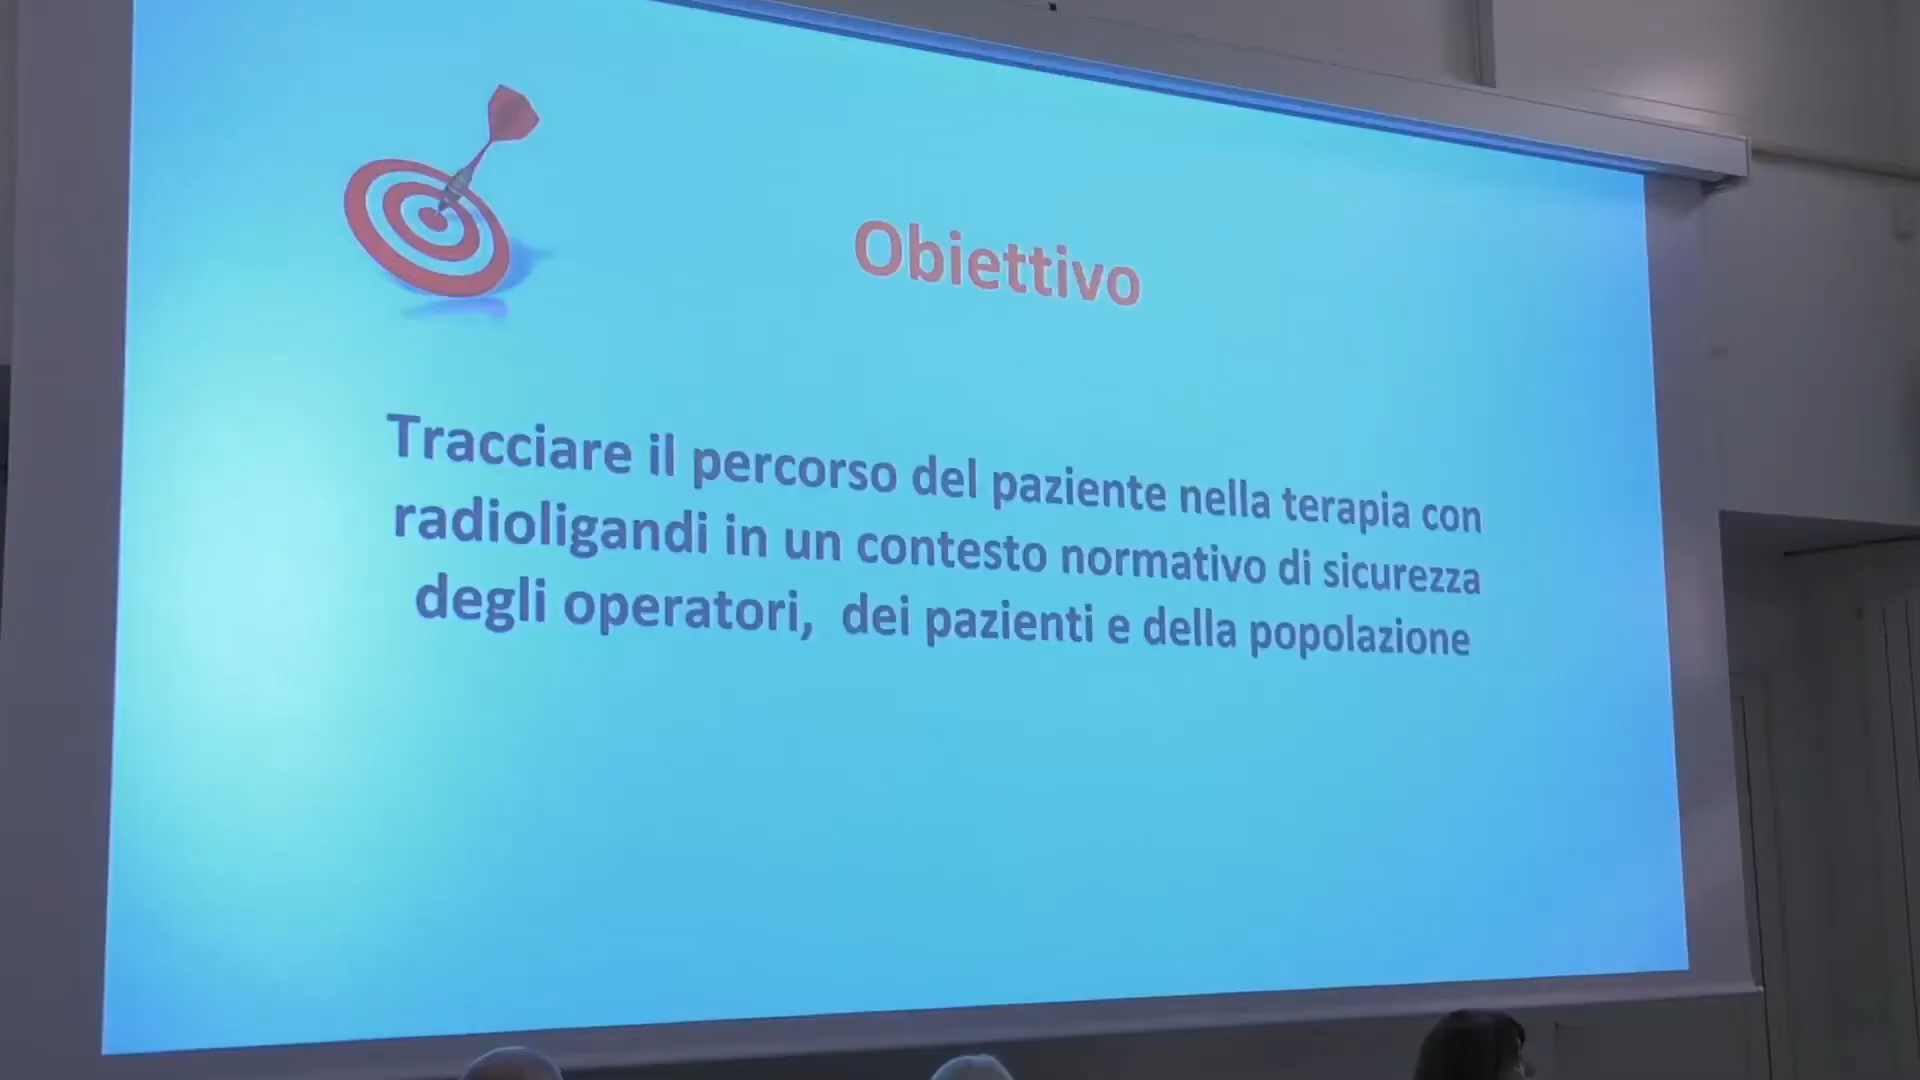 Obiettivo
Tracciare il percorso del paziente nella terapia con
radioligandi in un contesto normativo di sicurezza
degli operatori, dei pazienti e della popolazione